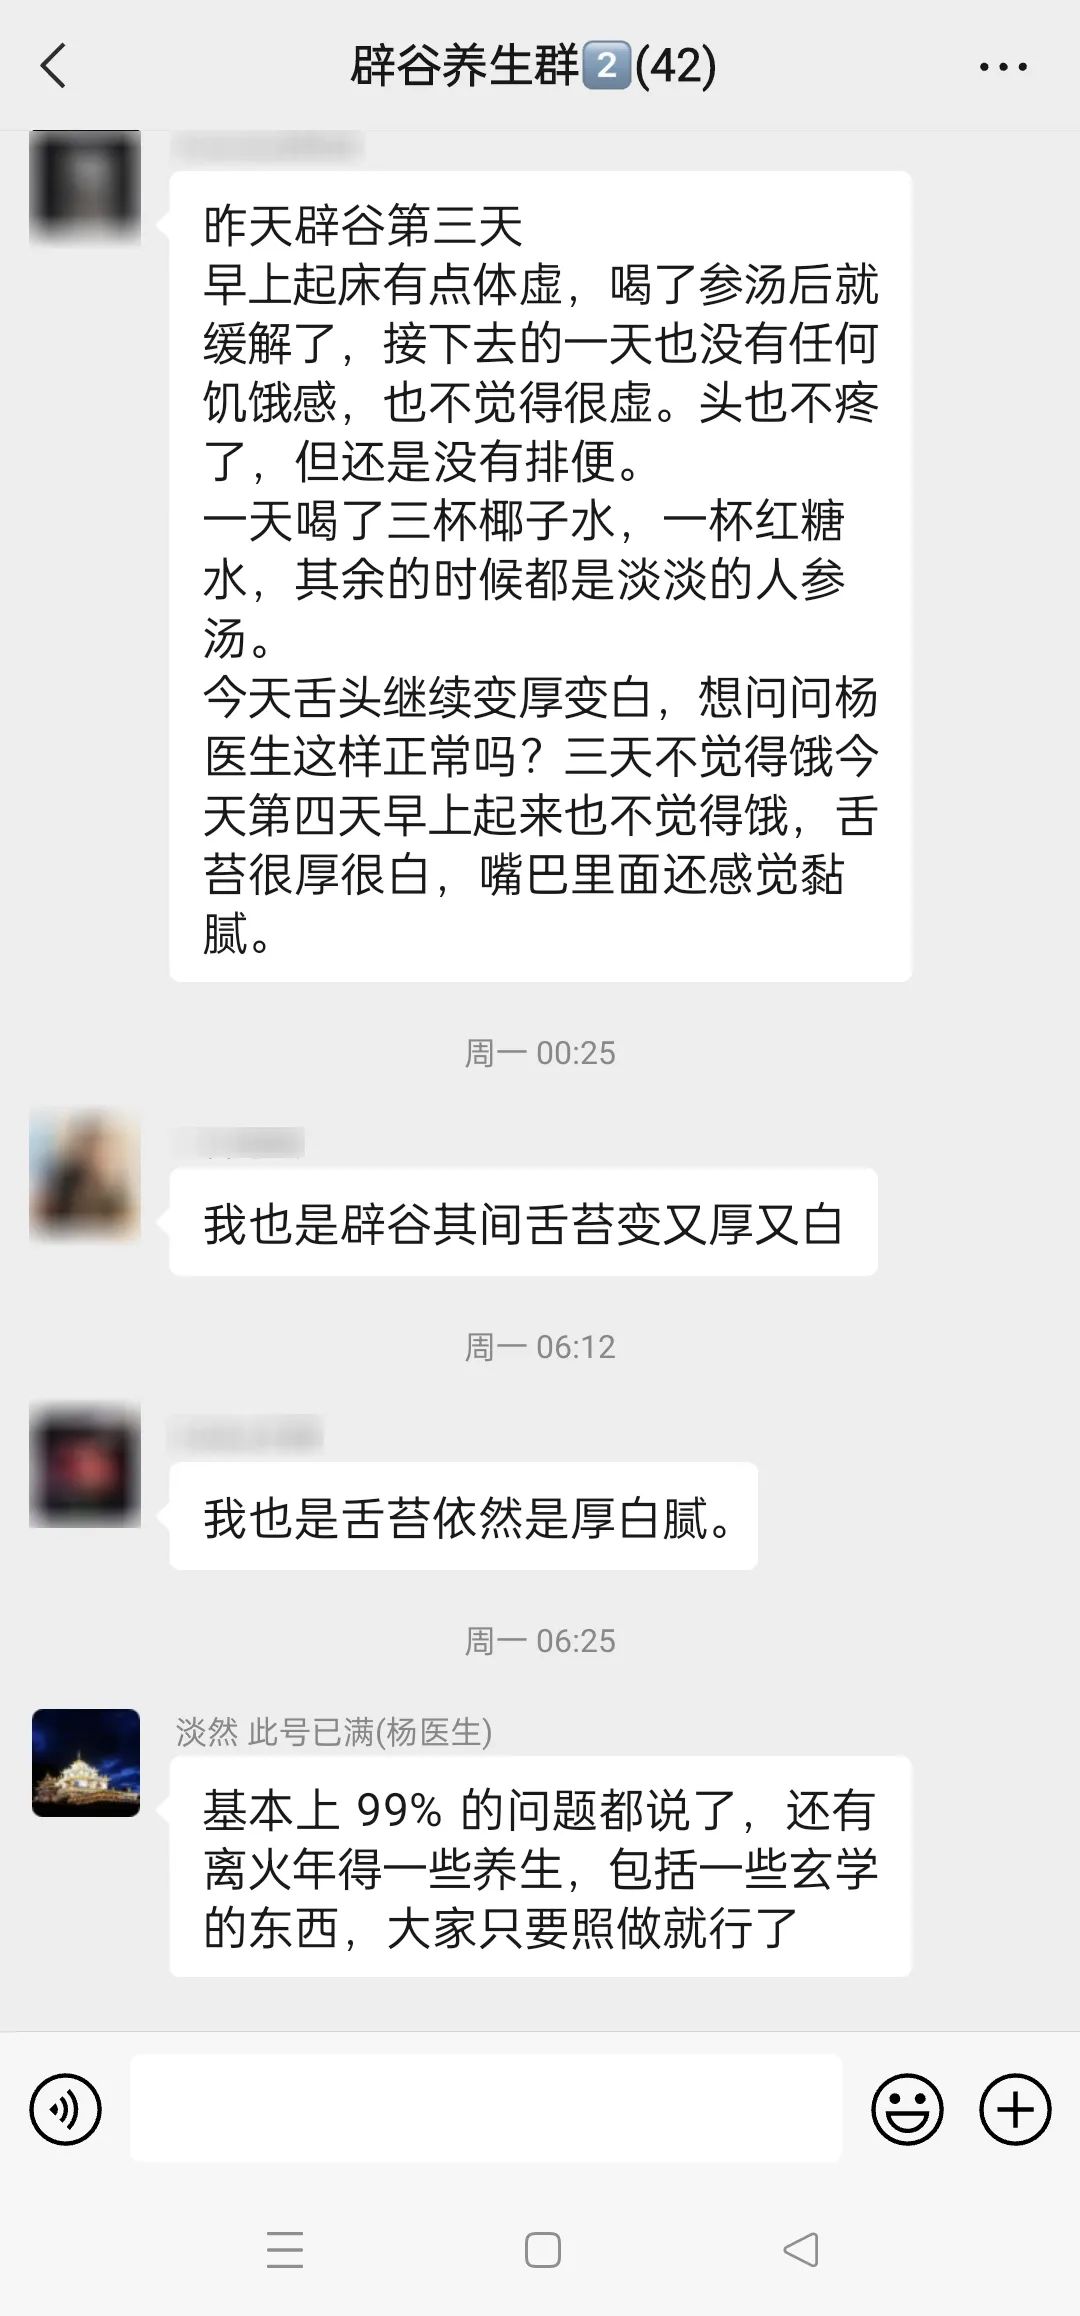 辟谷养生群2️⃣(42)
昨天辟谷第三天
早上起床有点体虚，喝了参汤后就
缓解了，接下去的一天也没有任何
饥饿感，也不觉得很虚。头也不疼
了，但还是没有排便。
一天喝了三杯椰子水，一杯红糖
水，其余的时候都是淡淡的人参
汤。
今天舌头继续变厚变白，想问问杨
医生这样正常吗？三天不觉得饿今
天第四天早上起来也不觉得饿，舌
苔很厚很白，嘴巴里面还感觉黏
腻。
周一 00:25
我也是辟谷其间舌苔变又厚又白
周一 06:12
我也是舌苔依然是厚白腻。
周一 06:25
淡然 此号已满(杨医生)
基本上 99% 的问题都说了，还有
离火年得一些养生，包括一些玄学
的东西，大家只要照做就行了